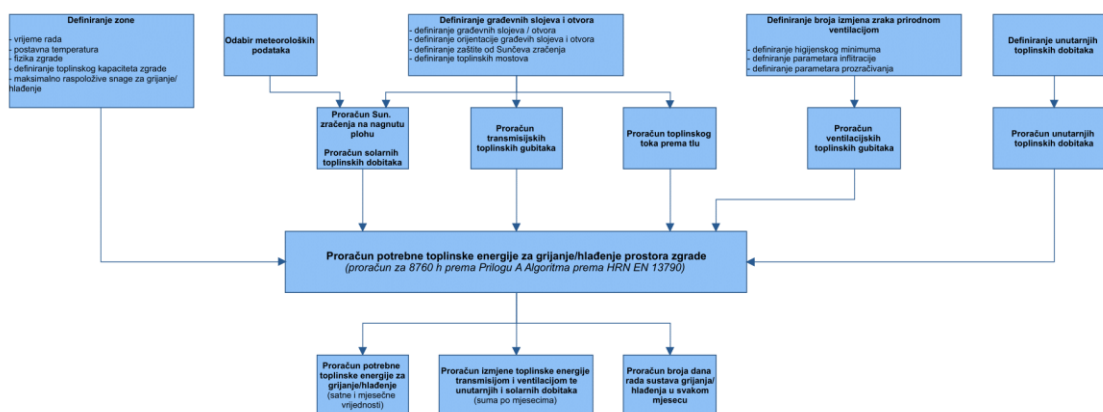 Definiranje zone
- vrijeme rada
- postavna temperatura
- fizika zgrade
- definiranje toplinskog kapaciteta zgrade
- maksimalno raspoložive snage za grijanje/
hlađenje
Odabir meteoroloških
podataka
Definiranje građevnih slojeva i otvora
- definiranje građevnih slojeva / otvora
- definiranje orijentacije građevih slojeva i otvora
- definiranje zaštite od Sunčeva zračenja
- definiranje toplinskih mostova
Definiranje broja izmjena zraka prirodnom
ventilacijom
- definiranje higijenskog minimuma
- defniranje parametara infiltracije
- definiranje parametara prozračivanja
Definiranje unutarnjih
toplinskih dobitaka
Proračun Sun.
zračenja na nagnutu
plohu
Proračun solarnih
toplinskih dobitaka
Proračun
transmisijskih
toplinskih gubitaka
Proračun toplinskog
toka prema tlu
Proračun
ventilacijskih
toplinskih gubitaka
Proračun unutarnjih
toplinskih dobitaka
Proračun potrebne toplinske energije za grijanje/hlađenje prostora zgrade
(proračun za 8760 h prema Prilogu A Algoritma prema HRN EN 13790)
Proračun potrebne
toplinske energije za
grijanje/hlađenje
(satne i mjesečne
vrijednosti)
Proračun izmjene toplinske energije
transmisijom i ventilacijom te
unutarnjih i solarnih dobitaka
(suma po mjesecima)
Proračun broja dana
rada sustava grijanja/
hlađenja u svakom
mjesecu